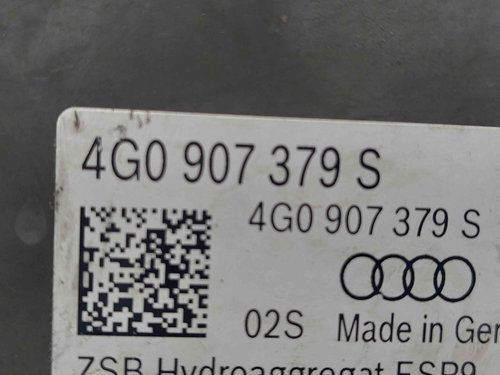 4G0 907 379 S
4G0 907 379 S
02S Made in Ger
ZSB Hydroaggregat ESP9